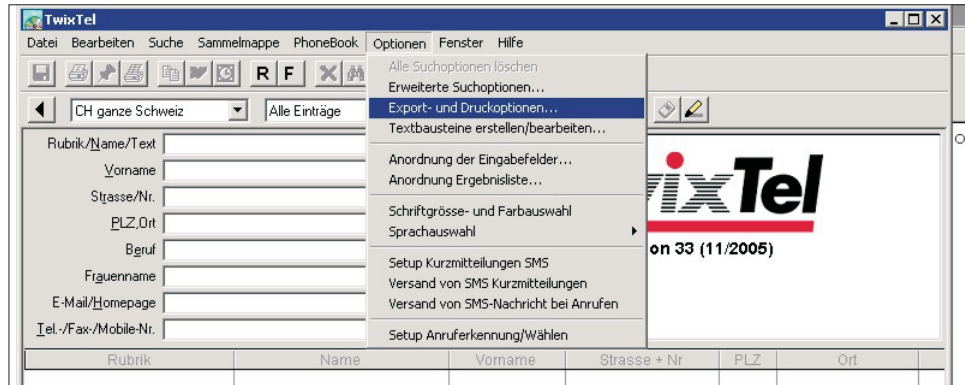 TwixTel
Datei Bearbeiten Suche Sammelmappe PhoneBook Optionen Fenster Hilfe
R F
CH ganze Schweiz Alle Einträge
Alle Suchoptionen löschen
Erweiterte Suchoptionen...
Export- und Druckoptionen...
Textbausteine erstellen/bearbeiten...
Anordnung der Eingabefelder...
Anordnung Ergebnisliste...
Schriftgrösse- und Farbauswahl
Sprachauswahl
Setup Kurzmitteilungen SMS
Versand von SMS Kurzmitteilungen
Versand von SMS-Nachricht bei Anrufen
Setup Anruferkennung/Wählen
Rubrik/Name/Text
Vorname
Strasse/Nr.
PLZ,Ort
Beruf
Frauenname
E-Mail/Homepage
Tel.-/Fax-/Mobile-Nr.
ixTel
on 33 (11/2005)
Rubrik Name Vorname Strasse + Nr PLZ Ort